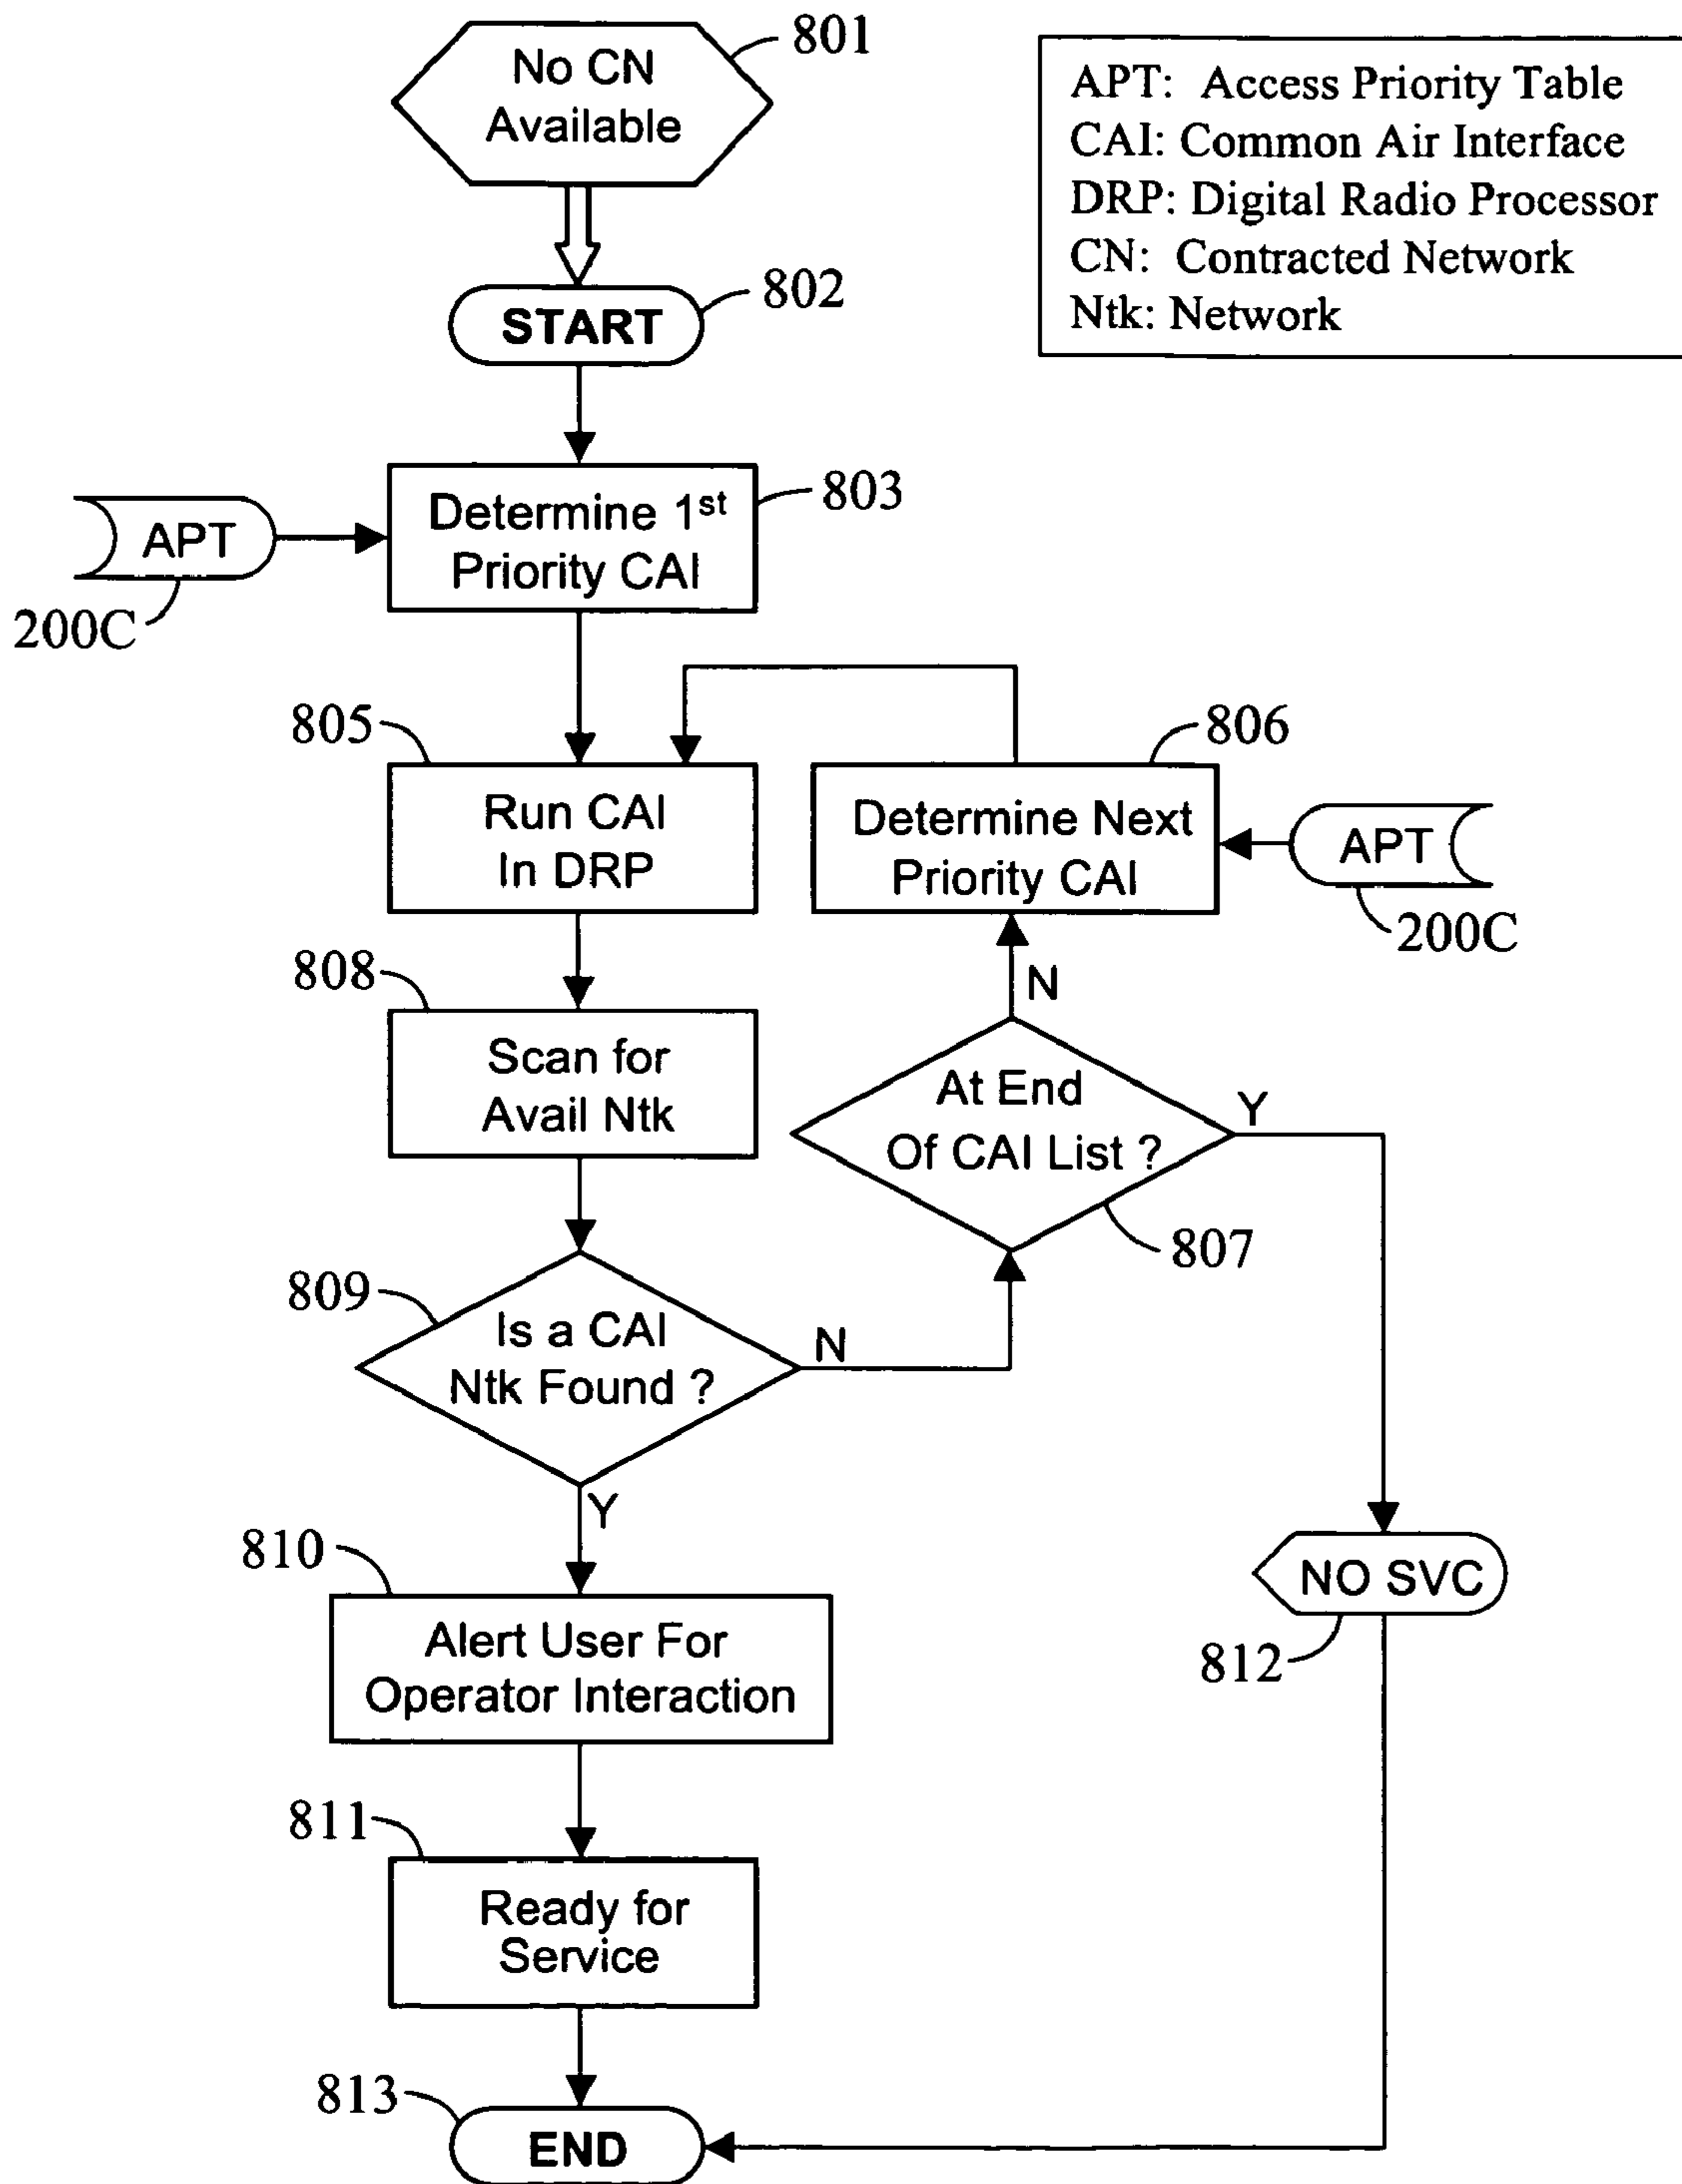 801
No CN
Available
APT: Access Priority Table
CAI: Common Air Interface
DRP: Digital Radio Processor
CN: Contracted Network
Ntk: Network
802
START
803
Determine 1st
Priority CAI
APT
200C
805
Run CAI
In DRP
806
Determine Next
Priority CAI
APT
200C
808
Scan for
Avail Ntk
N
At End
Of CAI List ?
Y
807
809
Is a CAI
Ntk Found ?
N
Y
810
Alert User For
Operator Interaction
NO SVC
812
811
Ready for
Service
813
END